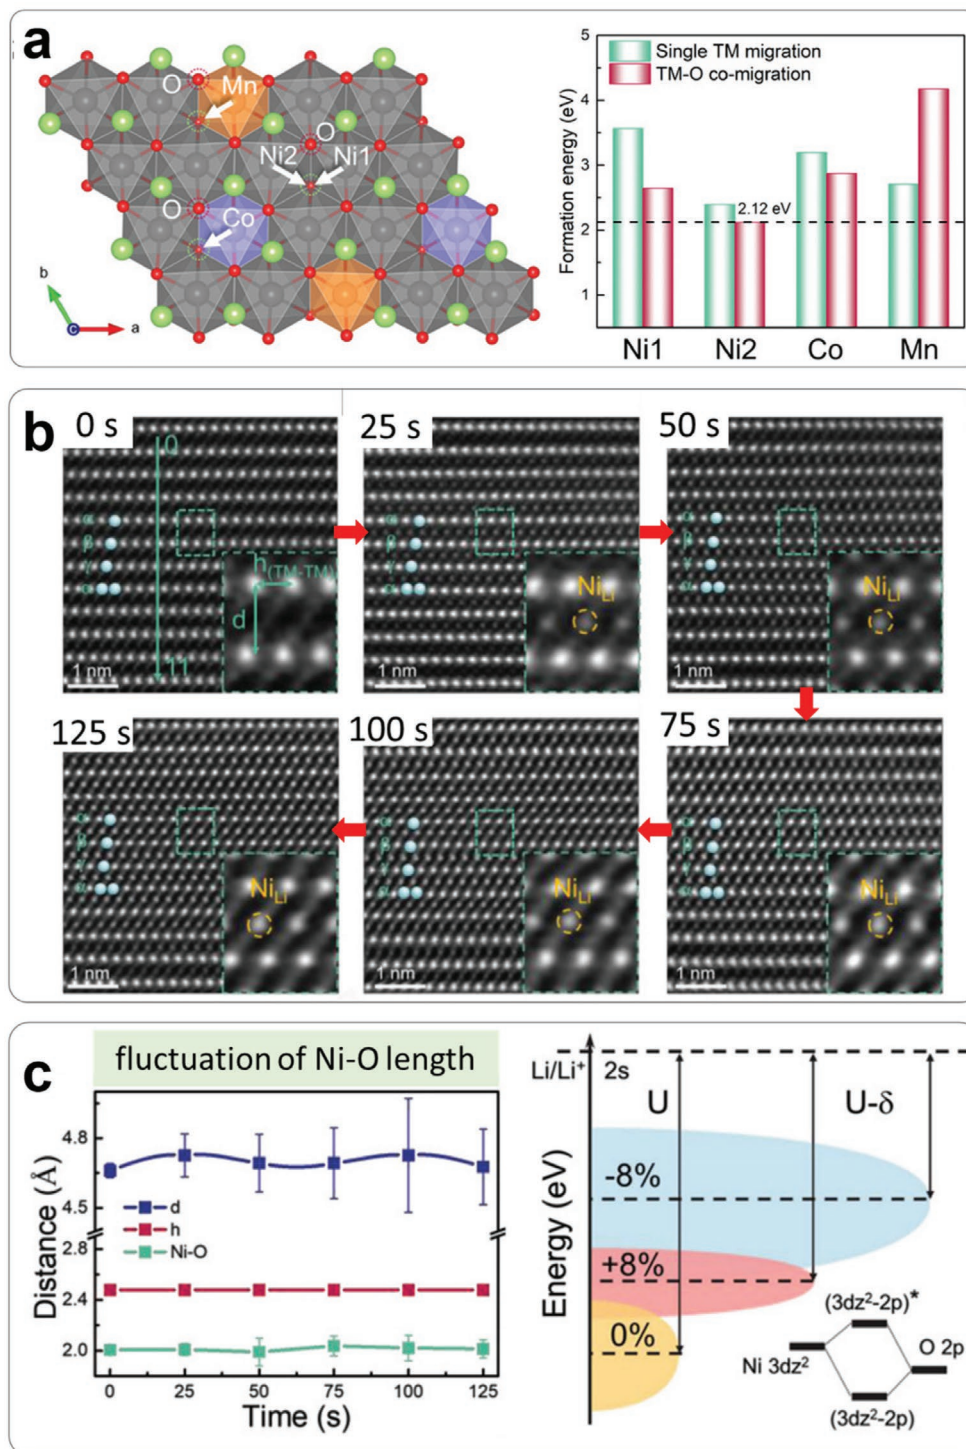 a
O
Mn
O
Ni2
Ni1
O
Co
b
c
a
Formation energy (eV)
5
4
3
2
1
Single TM migration
TM-O co-migration
2.12 eV
Ni1
Ni2
Co
Mn
b
0 s
0
α
β
γ
α
h(TM-TM)
d
11
1 nm
25 s
α
β
γ
α
NiLi
1 nm
50 s
α
β
γ
α
NiLi
1 nm
125 s
α
β
γ
α
NiLi
1 nm
100 s
α
β
γ
α
NiLi
1 nm
75 s
α
β
γ
α
NiLi
1 nm
c
fluctuation of Ni-O length
Distance (Å)
4.8
4.5
2.8
2.4
2.0
d
h
Ni-O
0
25
50
75
100
125
Time (s)
Energy (eV)
Li/Li⁺
2s
U
U-δ
-8%
+8%
0%
(3dz²-2p)*
Ni 3dz²
O 2p
(3dz²-2p)